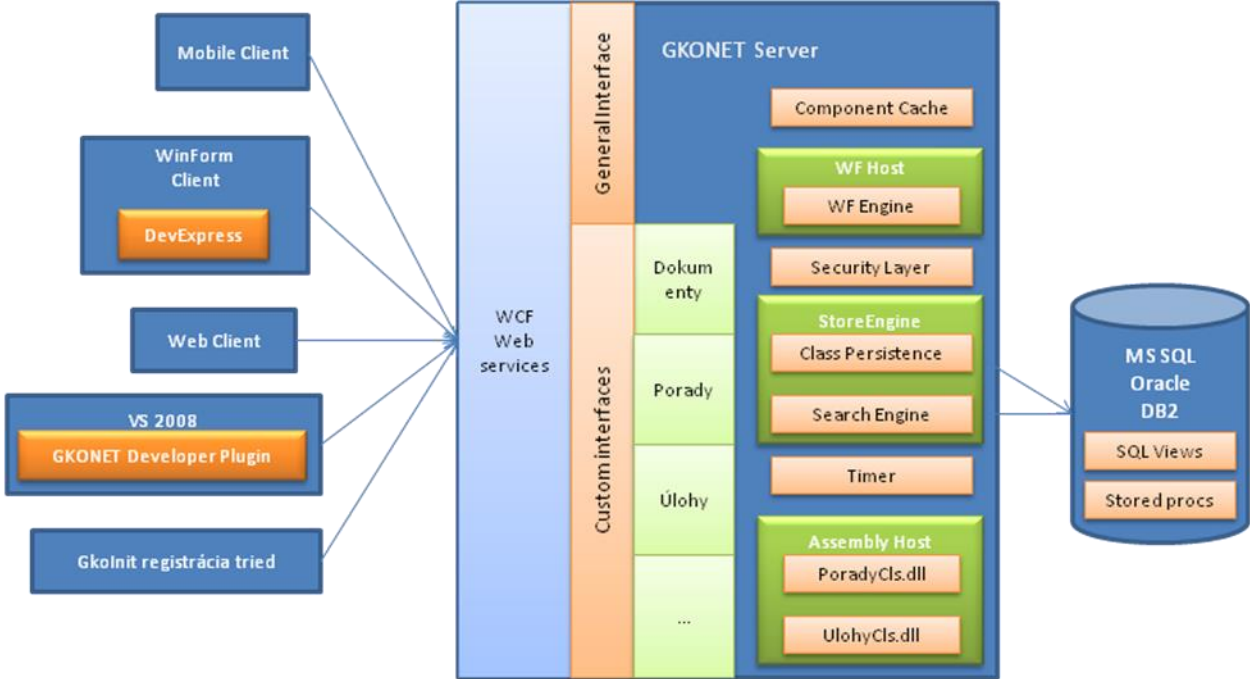 Mobile Client
WinForm
Client
DevExpress
Web Client
VS 2008
GKONET Developer Plugin
GkoInit registrácia tried
WCF
Web
services
General Interface
Custom interfaces
Dokum
enty
Porady
Úlohy
...
GKONET Server
Component Cache
WF Host
WF Engine
Security Layer
StoreEngine
Class Persistence
Search Engine
Timer
Assembly Host
PoradyCls.dll
UlohyCls.dll
MS SQL
Oracle
DB2
SQL Views
Stored procs